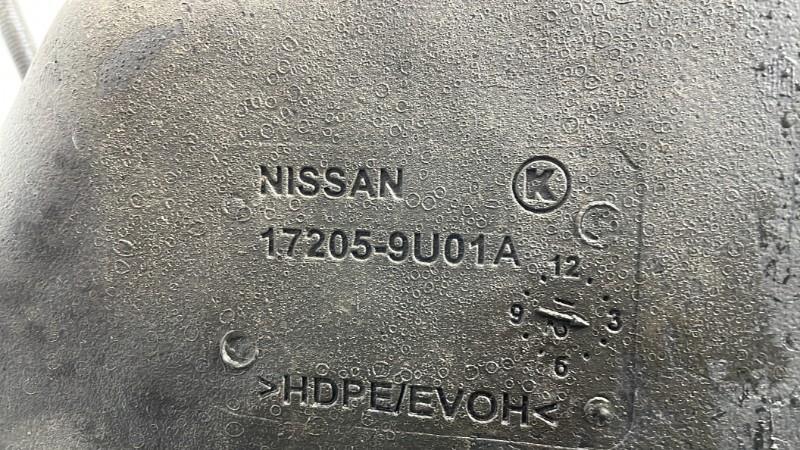 NISSAN K
17205-9U01A
12
9 3
6
>HDPE/EVOH<